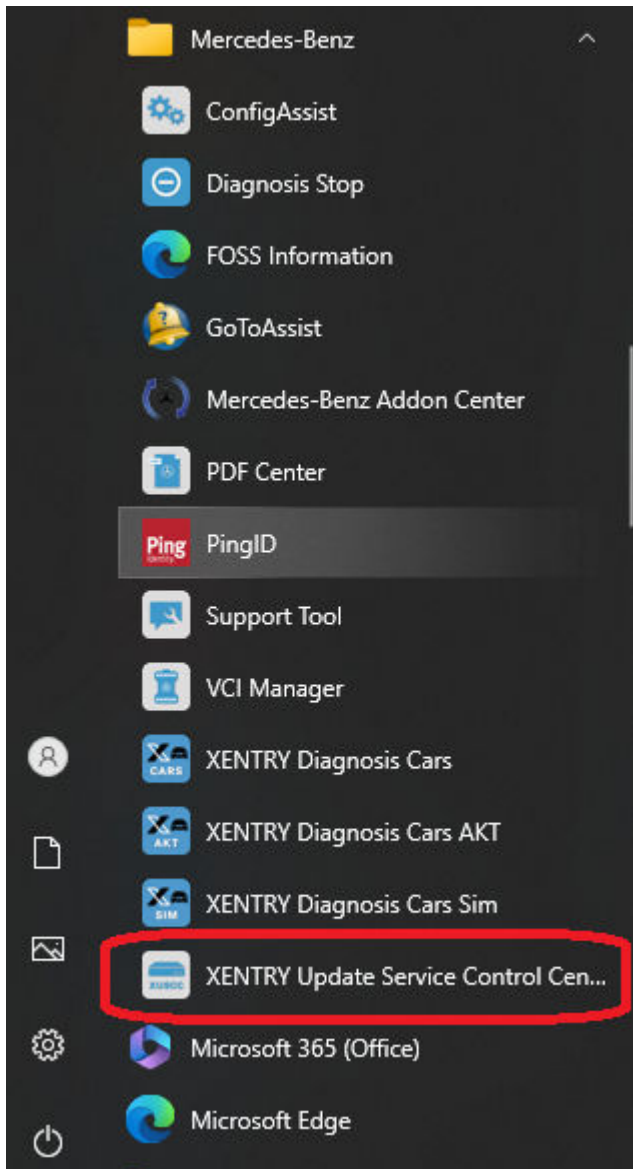 Mercedes-Benz
ConfigAssist
Diagnosis Stop
FOSS Information
?
GoToAssist
Mercedes-Benz Addon Center
PDF Center
Ping
PingID
Support Tool
VCI Manager
CARS
XENTRY Diagnosis Cars
AKT
XENTRY Diagnosis Cars AKT
SIM
XENTRY Diagnosis Cars Sim
XUSCC
XENTRY Update Service Control Cen...
Microsoft 365 (Office)
Microsoft Edge